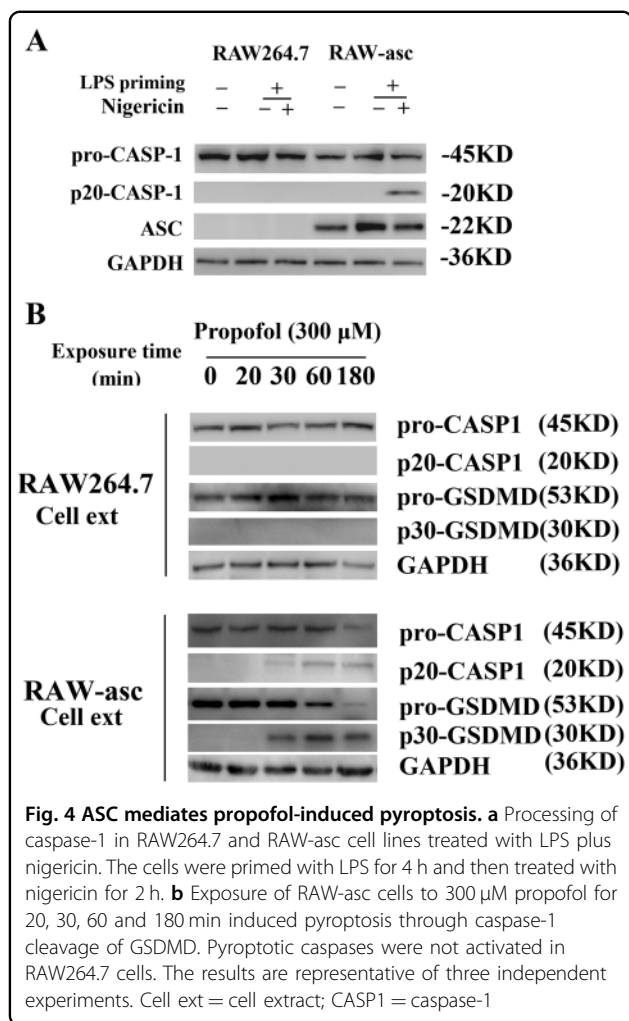 A
RAW264.7 RAW-asc
LPS priming – + – +
Nigericin – – + – – +
pro-CASP-1 -45KD
p20-CASP-1 -20KD
ASC -22KD
GAPDH -36KD
B
Propofol (300 µM)
Exposure time
(min) 0 20 30 60 180
RAW264.7
Cell ext
pro-CASP1 (45KD)
p20-CASP1 (20KD)
pro-GSDMD(53KD)
p30-GSDMD(30KD)
GAPDH (36KD)
RAW-asc
Cell ext
pro-CASP1 (45KD)
p20-CASP1 (20KD)
pro-GSDMD(53KD)
p30-GSDMD(30KD)
GAPDH (36KD)
Fig. 4 ASC mediates propofol-induced pyroptosis. a Processing of
caspase-1 in RAW264.7 and RAW-asc cell lines treated with LPS plus
nigericin. The cells were primed with LPS for 4 h and then treated with
nigericin for 2 h. b Exposure of RAW-asc cells to 300 µM propofol for
20, 30, 60 and 180 min induced pyroptosis through caspase-1
cleavage of GSDMD. Pyroptotic caspases were not activated in
RAW264.7 cells. The results are representative of three independent
experiments. Cell ext = cell extract; CASP1 = caspase-1